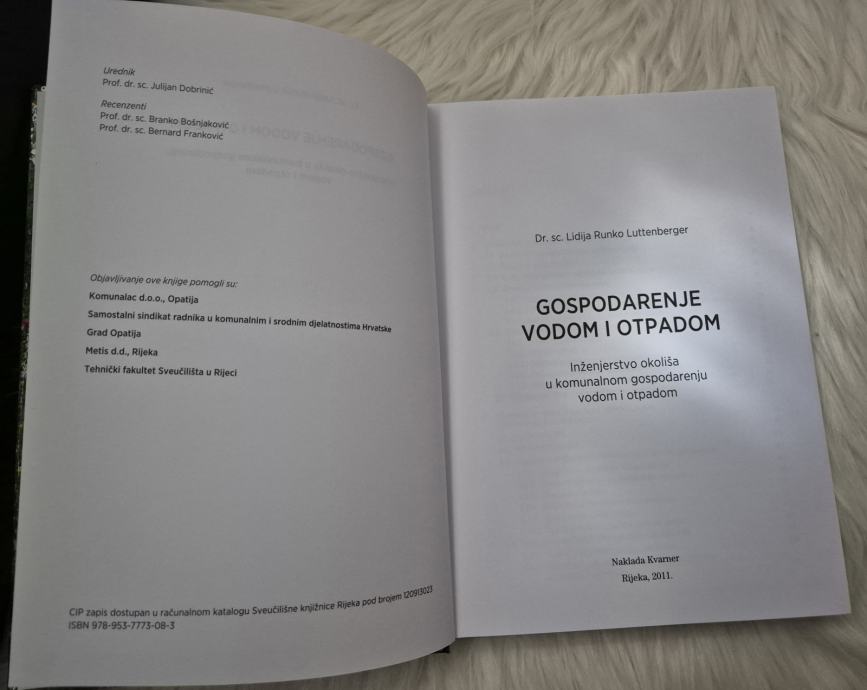 Urednik
Prof. dr. sc. Julijan Dobrinić
Recenzenti
Prof. dr. sc. Branko Bošnjaković
Prof. dr. sc. Bernard Franković
Objavljivanje ove knjige pomogli su:
Komunalac d.o.o., Opatija
Samostalni sindikat radnika u komunalnim i srodnim djelatnostima Hrvatske
Grad Opatija
Metis d.d., Rijeka
Tehnički fakultet Sveučilišta u Rijeci
CIP zapis dostupan u računalnom katalogu Sveučilišne knjižnice Rijeka pod brojem 120913023
ISBN 978-953-7773-08-3
Dr. sc. Lidija Runko Luttenberger
GOSPODARENJE
VODOM I OTPADOM
Inženjerstvo okoliša
u komunalnom gospodarenju
vodom i otpadom
Naklada Kvarner
Rijeka, 2011.